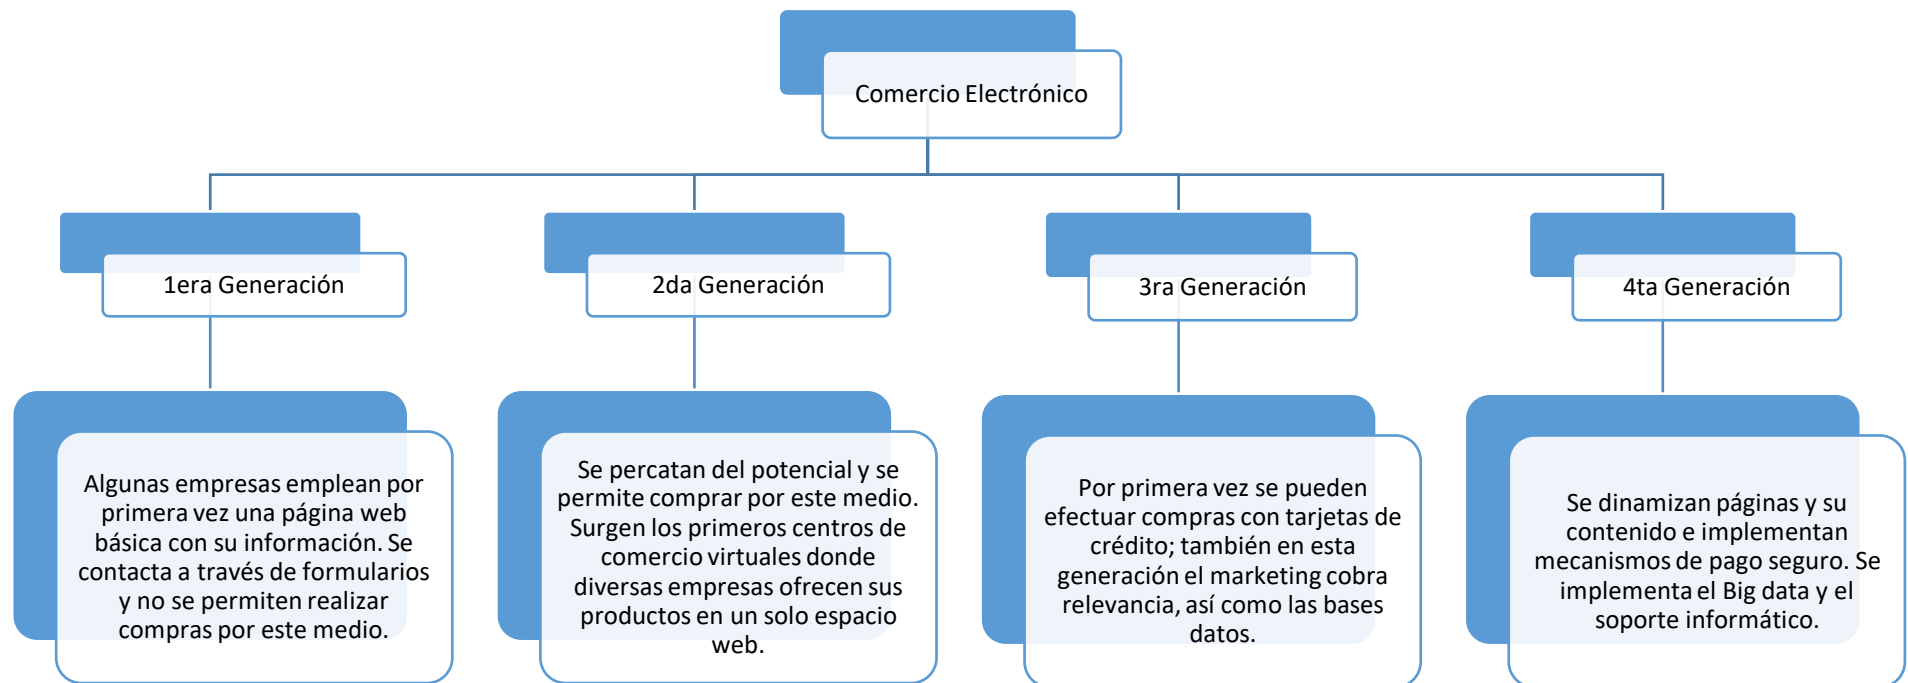 Comercio Electrónico
1era Generación
2da Generación
3ra Generación
4ta Generación
Algunas empresas emplean por
primera vez una página web
básica con su información. Se
contacta a través de formularios
y no se permiten realizar
compras por este medio.
Se percatan del potencial y se
permite comprar por este medio.
Surgen los primeros centros de
comercio virtuales donde
diversas empresas ofrecen sus
productos en un solo espacio
web.
Por primera vez se pueden
efectuar compras con tarjetas de
crédito; también en esta
generación el marketing cobra
relevancia, así como las bases
datos.
Se dinamizan páginas y su
contenido e implementan
mecanismos de pago seguro. Se
implementa el Big data y el
soporte informático.